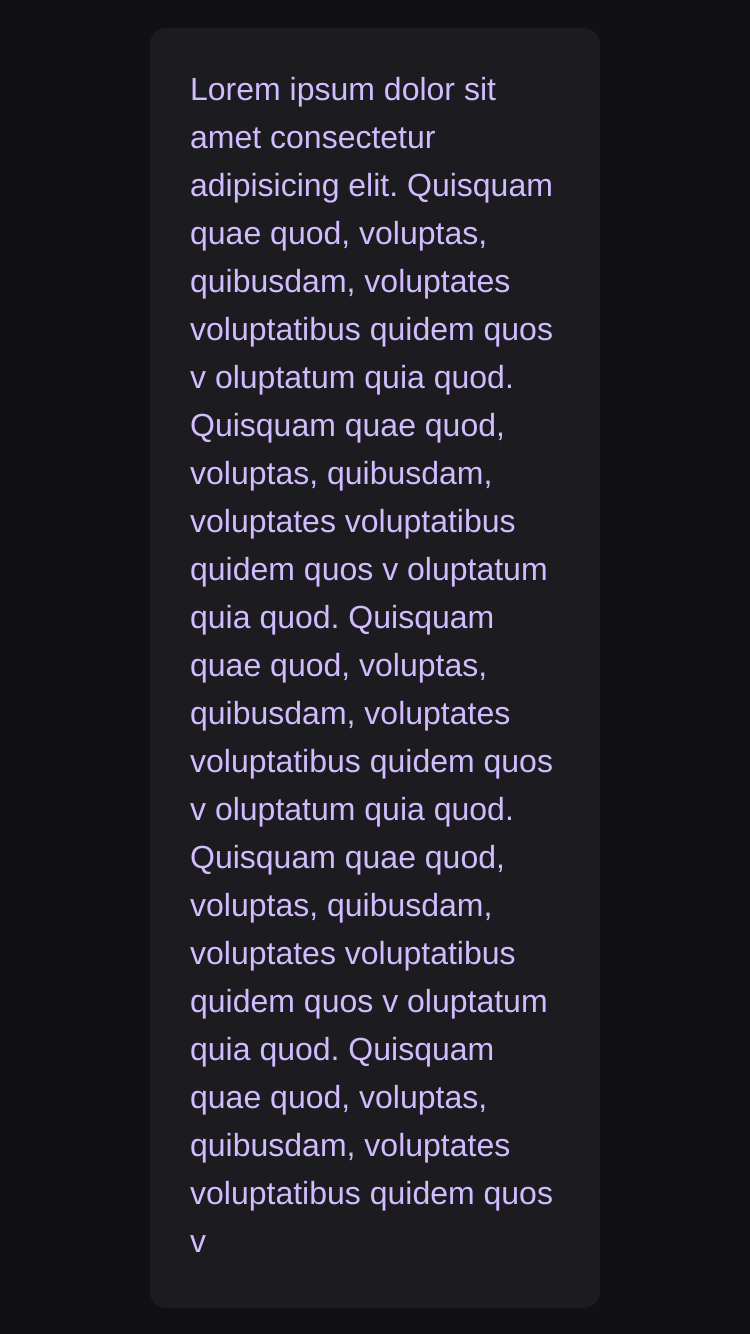 Lorem ipsum dolor sit
amet consectetur
adipisicing elit. Quisquam
quae quod, voluptas,
quibusdam, voluptates
voluptatibus quidem quos
v oluptatum quia quod.
Quisquam quae quod,
voluptas, quibusdam,
voluptates voluptatibus
quidem quos v oluptatum
quia quod. Quisquam
quae quod, voluptas,
quibusdam, voluptates
voluptatibus quidem quos
v oluptatum quia quod.
Quisquam quae quod,
voluptas, quibusdam,
voluptates voluptatibus
quidem quos v oluptatum
quia quod. Quisquam
quae quod, voluptas,
quibusdam, voluptates
voluptatibus quidem quos
v